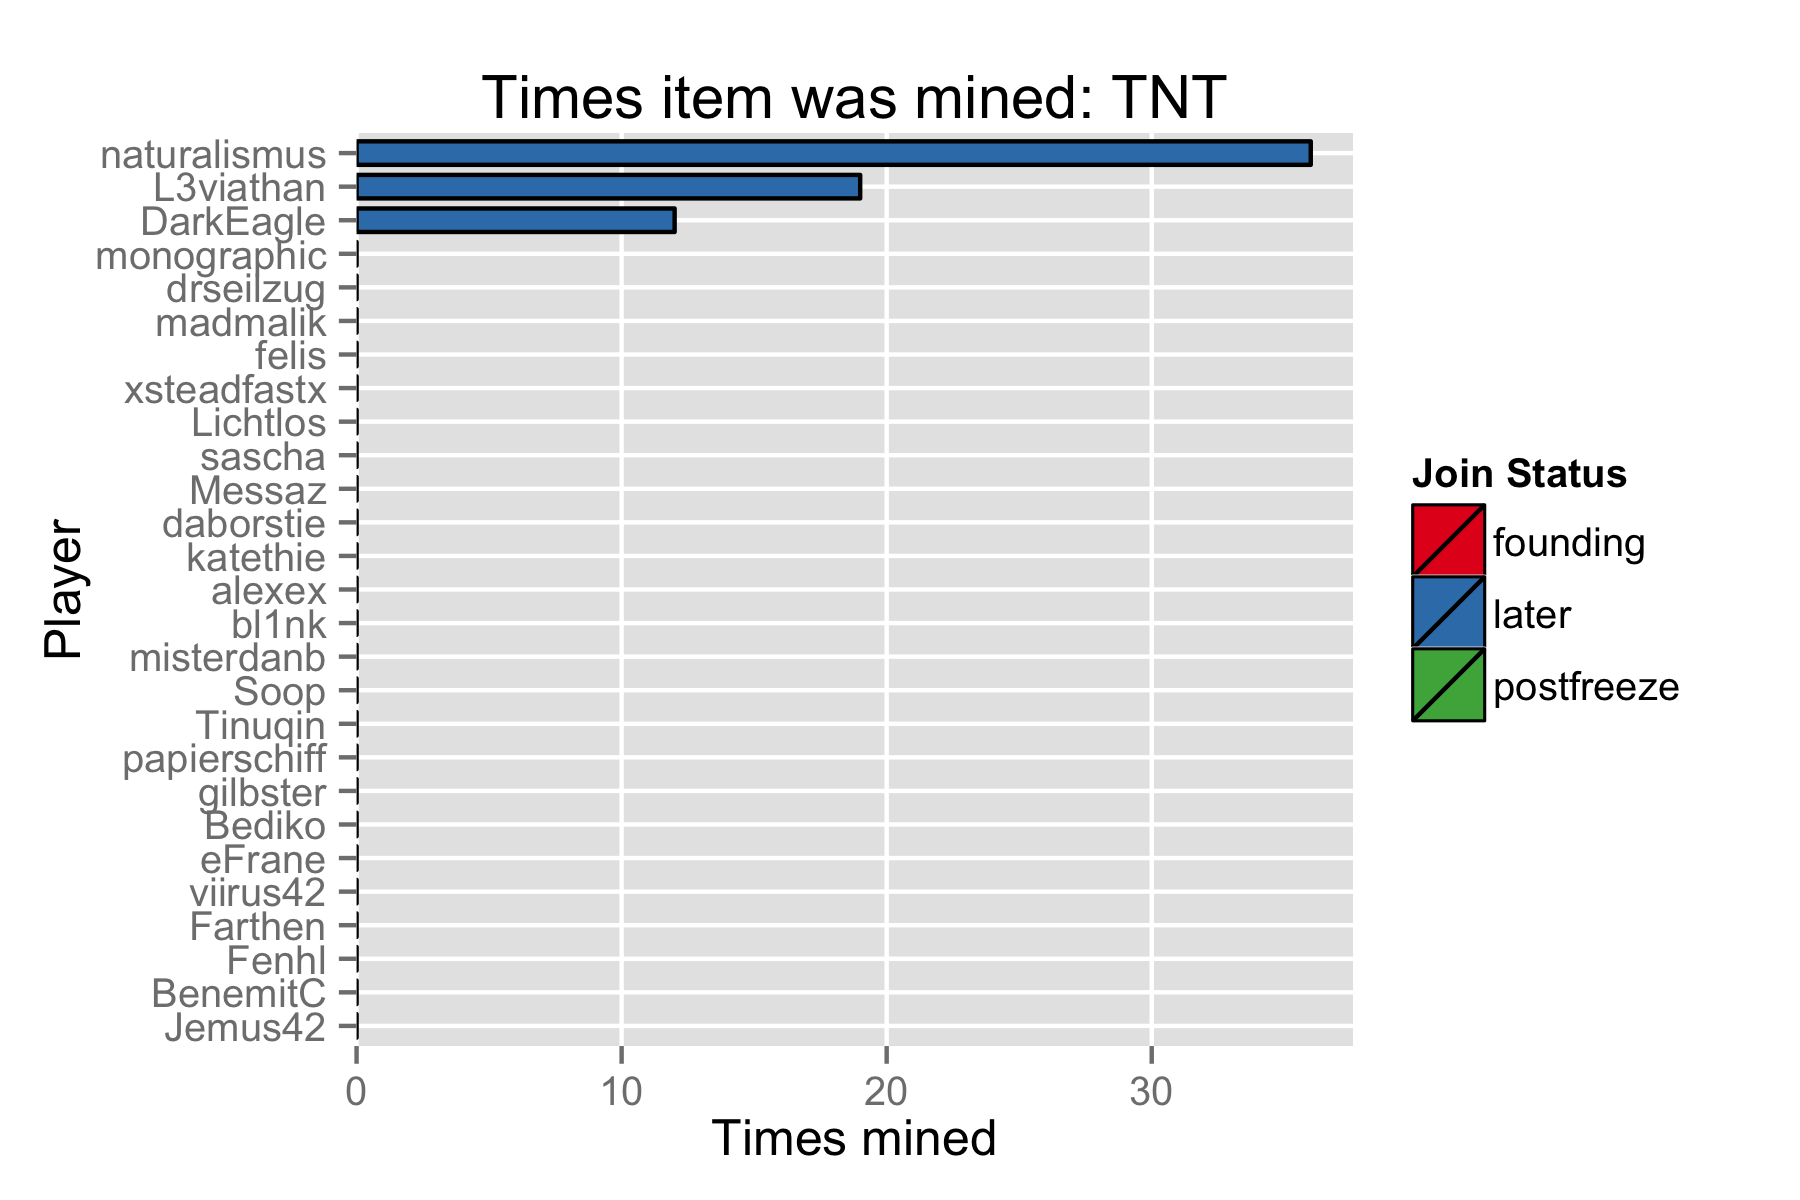 Times item was mined: TNT
naturalismus
L3viathan
DarkEagle
monographic
drseilzug
madmalik
felis
xsteadfastx
Lichtlos
sascha
Messaz
daborstie
katethie
alexex
bl1nk
misterdanb
Soop
Tinuqin
papierschiff
gilbster
Bediko
eFrane
viirus42
Farthen
Fenhl
BenemitC
Jemus42
Player
0 10 20 30
Times mined
Join Status
founding
later
postfreeze